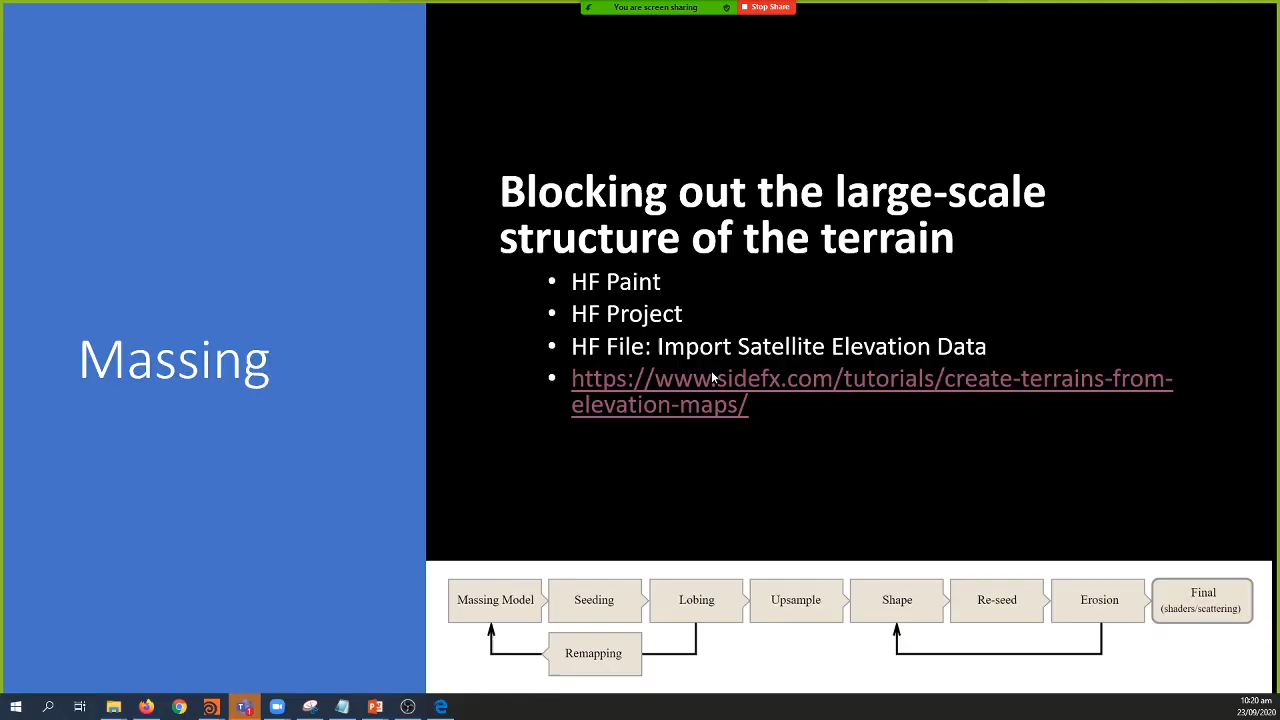 You are screen sharing
Stop Share
Massing
Blocking out the large-scale
structure of the terrain
• HF Paint
• HF Project
• HF File: Import Satellite Elevation Data
• https://www.sidefx.com/tutorials/create-terrains-from-
elevation-maps/
Massing Model
Seeding
Lobing
Upsample
Shape
Re-seed
Erosion
Final
(shaders/scattering)
Remapping
10:20 am
23/09/2020